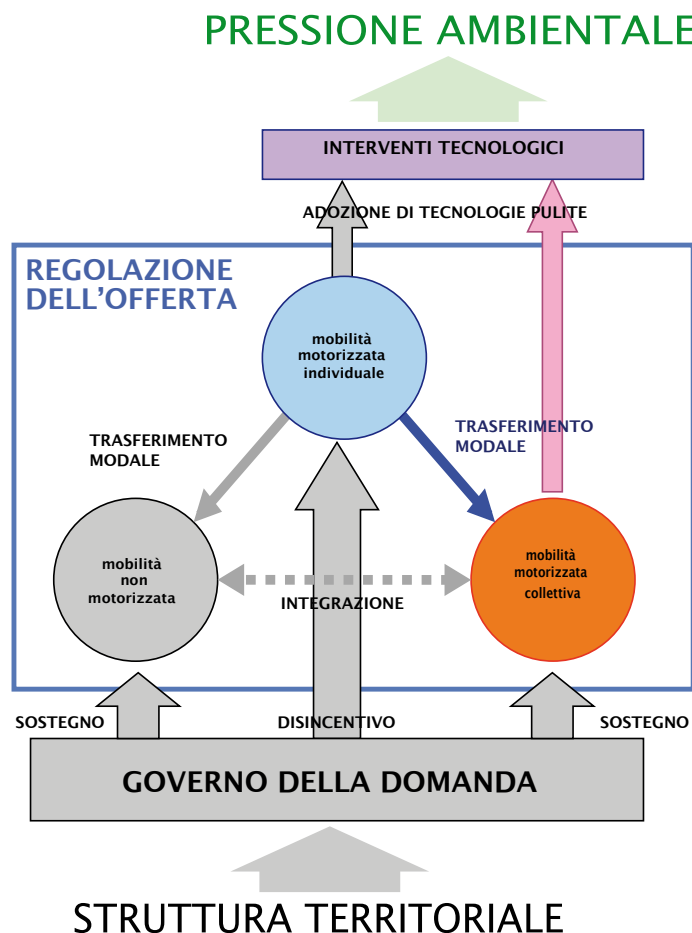 PRESSIONE AMBIENTALE
INTERVENTI TECNOLOGICI
ADOZIONE DI TECNOLOGIE PULITE
REGOLAZIONE
DELL’OFFERTA
mobilità
motorizzata
individuale
TRASFERIMENTO
MODALE
TRASFERIMENTO
MODALE
mobilità
non
motorizzata
mobilità
motorizzata
collettiva
INTEGRAZIONE
SOSTEGNO
DISINCENTIVO
SOSTEGNO
GOVERNO DELLA DOMANDA
STRUTTURA TERRITORIALE